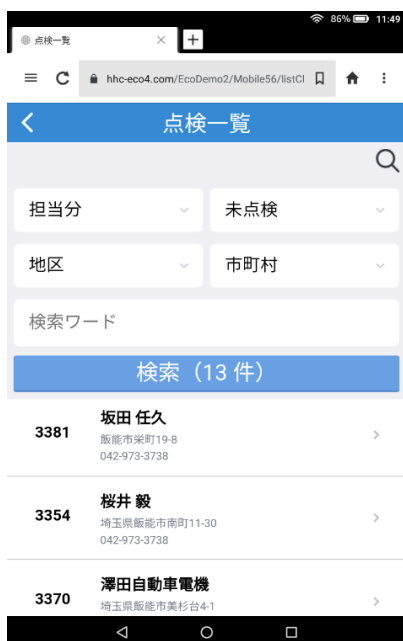 86% 11:49
点検一覧
hhc-eco4.com/EcoDemo2/Mobile56/listCl
点検一覧
担当分 未点検
地区 市町村
検索ワード
検索（13 件）
3381
坂田 任久
飯能市栄町19-8
042-973-3738
3354
桜井 毅
埼玉県飯能市南町11-30
042-973-3738
3370
澤田自動車電機
埼玉県飯能市美杉台4-1